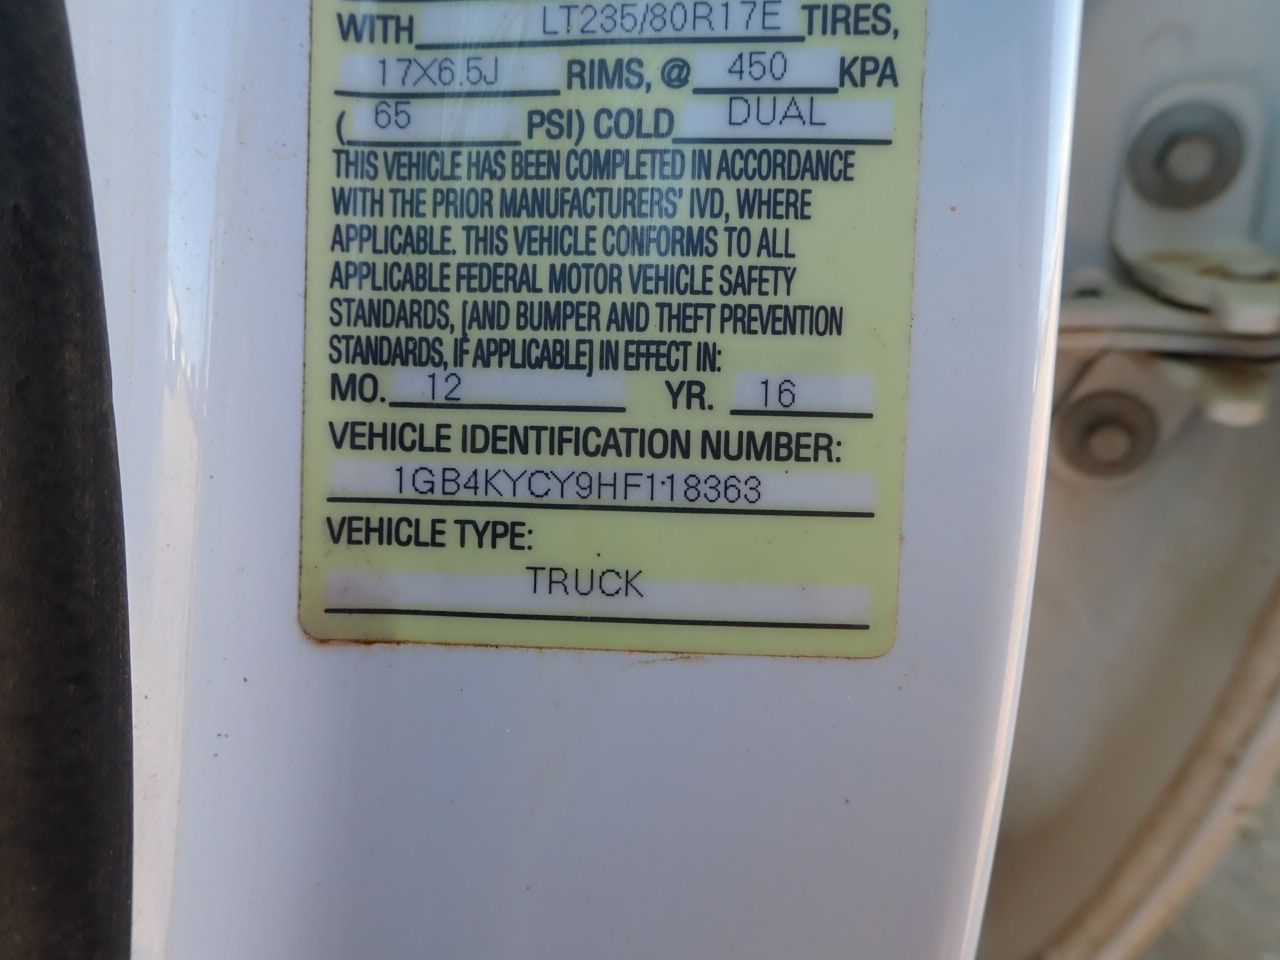 WITH LT235/80R17E TIRES,
17X6.5J RIMS, @ 450 KPA
( 65 PSI) COLD DUAL
THIS VEHICLE HAS BEEN COMPLETED IN ACCORDANCE
WITH THE PRIOR MANUFACTURERS' IVD, WHERE
APPLICABLE. THIS VEHICLE CONFORMS TO ALL
APPLICABLE FEDERAL MOTOR VEHICLE SAFETY
STANDARDS, [AND BUMPER AND THEFT PREVENTION
STANDARDS, IF APPLICABLE] IN EFFECT IN:
MO. 12 YR. 16
VEHICLE IDENTIFICATION NUMBER:
1GB4KYCY9HF118363
VEHICLE TYPE:
TRUCK